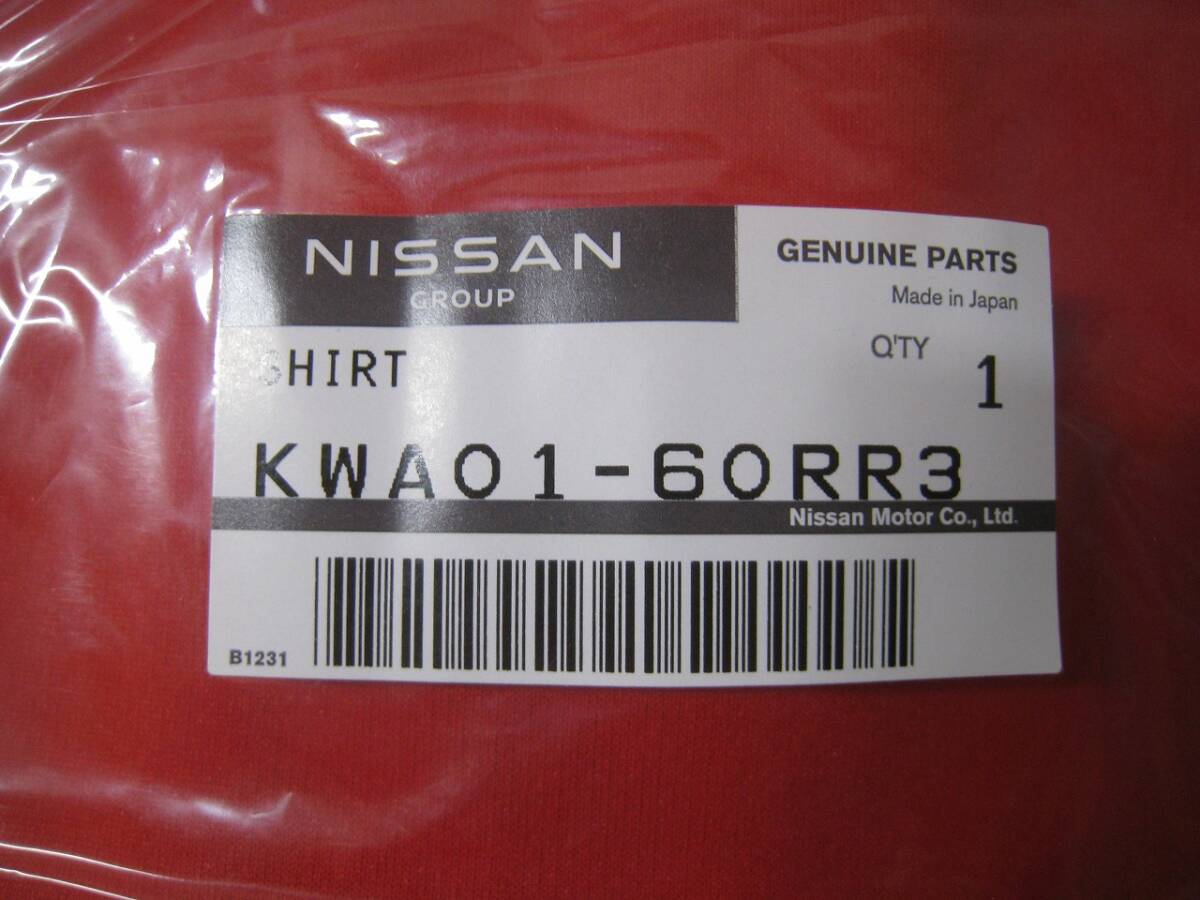 NISSAN
GROUP
GENUINE PARTS
Made in Japan
SHIRT
Q'TY
1
KWA01-60RR3
Nissan Motor Co., Ltd.
B1231